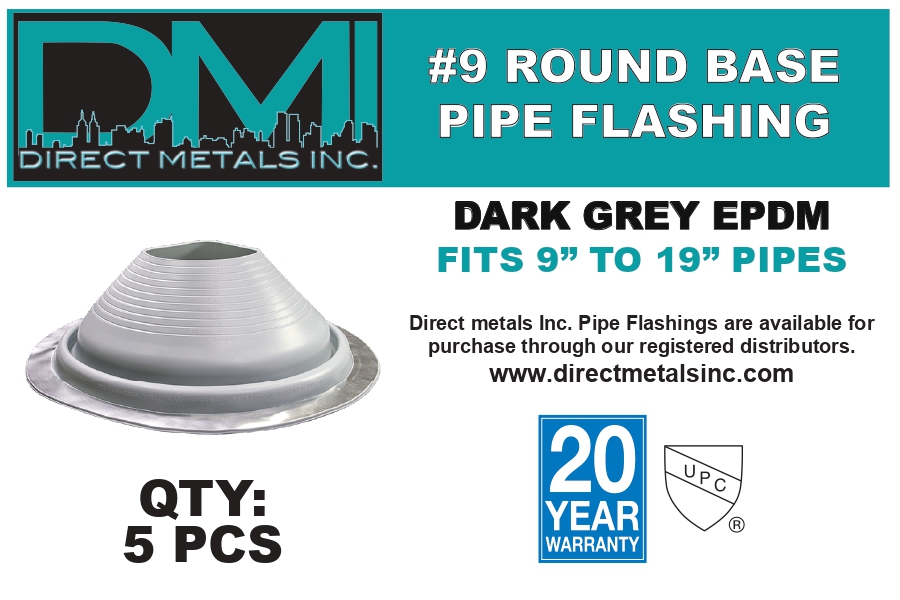 DMI
DIRECT METALS INC.
#9 ROUND BASE
PIPE FLASHING
DARK GREY EPDM
FITS 9” TO 19” PIPES
Direct metals Inc. Pipe Flashings are available for
purchase through our registered distributors.
www.directmetalsinc.com
QTY:
5 PCS
20
YEAR
WARRANTY
UPC
®